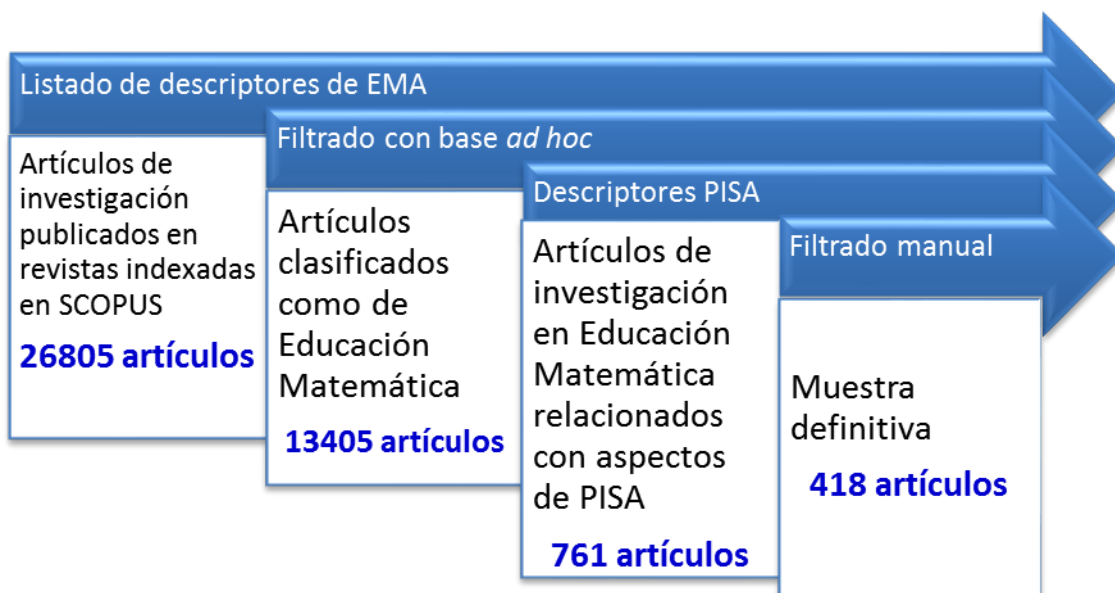 Listado de descriptores de EMA
Artículos de
investigación
publicados en
revistas indexadas
en SCOPUS
26805 artículos
Filtrado con base ad hoc
Artículos
clasificados
como de
Educación
Matemática
13405 artículos
Descriptores PISA
Artículos de
investigación
en Educación
Matemática
relacionados
con aspectos
de PISA
761 artículos
Filtrado manual
Muestra
definitiva
418 artículos